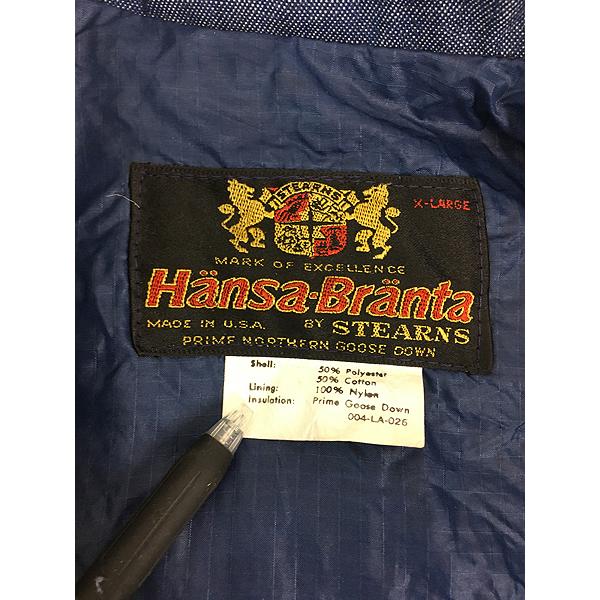 STEARNS
X-LARGE
MARK OF EXCELLENCE
Hänsa-Bränta
MADE IN U.S.A. BY STEARNS
PRIME NORTHERN GOOSE DOWN
Shell: 50% Polyester
50% Cotton
Lining: 100% Nylon
Insulation: Prime Goose Down
004-LA-026